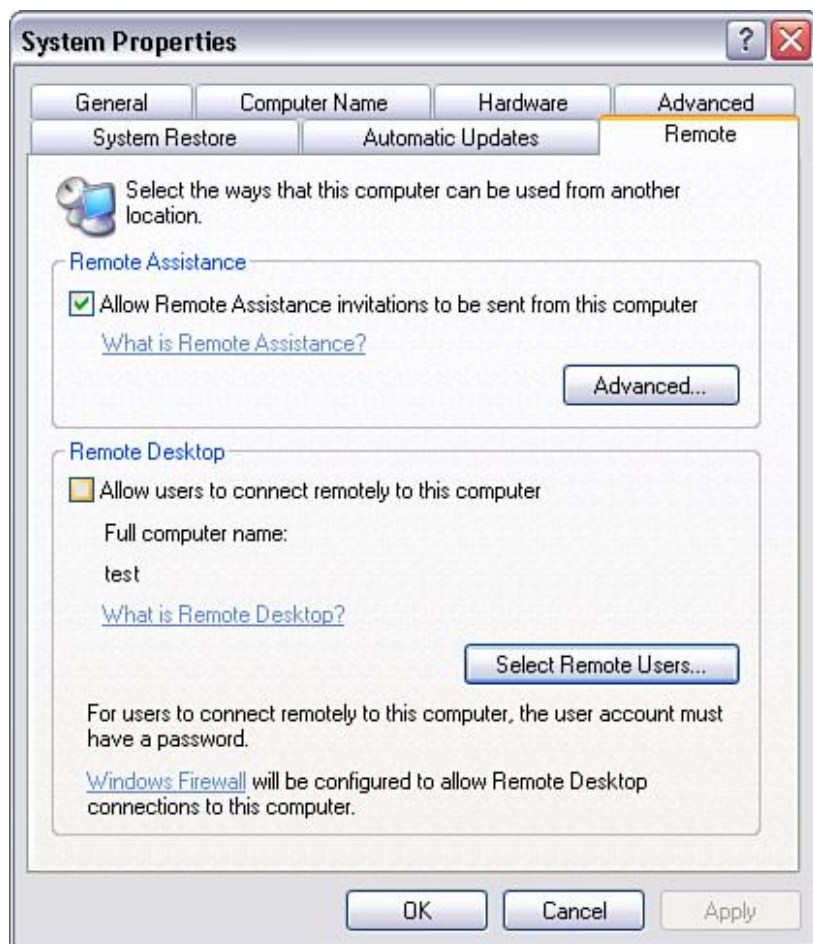 System Properties
?
General
Computer Name
Hardware
Advanced
System Restore
Automatic Updates
Remote
Select the ways that this computer can be used from another
location.
Remote Assistance
Allow Remote Assistance invitations to be sent from this computer
What is Remote Assistance?
Advanced...
Remote Desktop
Allow users to connect remotely to this computer
Full computer name:
test
What is Remote Desktop?
Select Remote Users...
For users to connect remotely to this computer, the user account must
have a password.
Windows Firewall will be configured to allow Remote Desktop
connections to this computer.
OK
Cancel
Apply